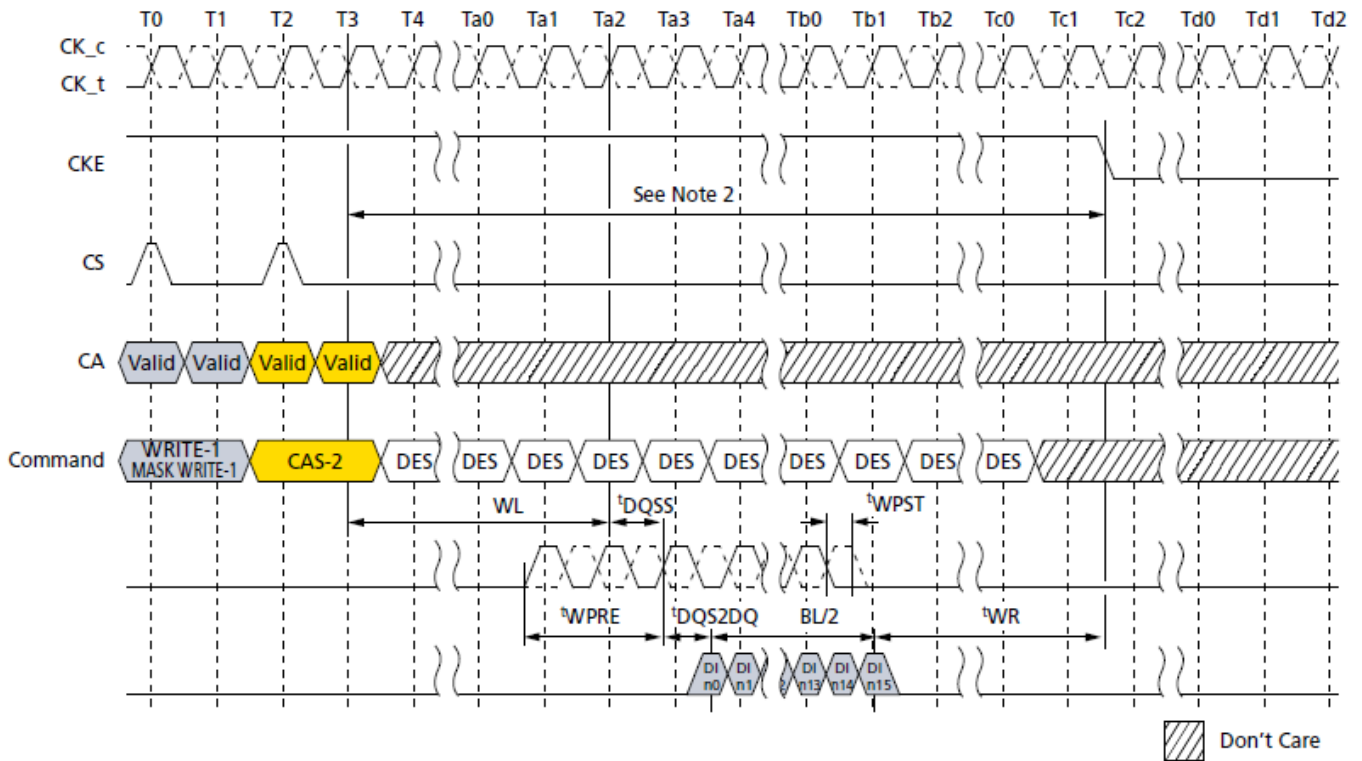 T0 T1 T2 T3 T4 Ta0 Ta1 Ta2 Ta3 Ta4 Tb0 Tb1 Tb2 Tc0 Tc1 Tc2 Td0 Td1 Td2
CK_c
CK_t
CKE
See Note 2
CS
CA Valid Valid Valid Valid
Command WRITE-1 MASK WRITE-1 CAS-2 DES DES DES DES DES DES DES DES DES DES
WL tDQSS tWPST
tWPRE tDQS2DQ BL/2 tWR
DI n0 DI n1 DI n13 DI n14 DI n15
Don't Care